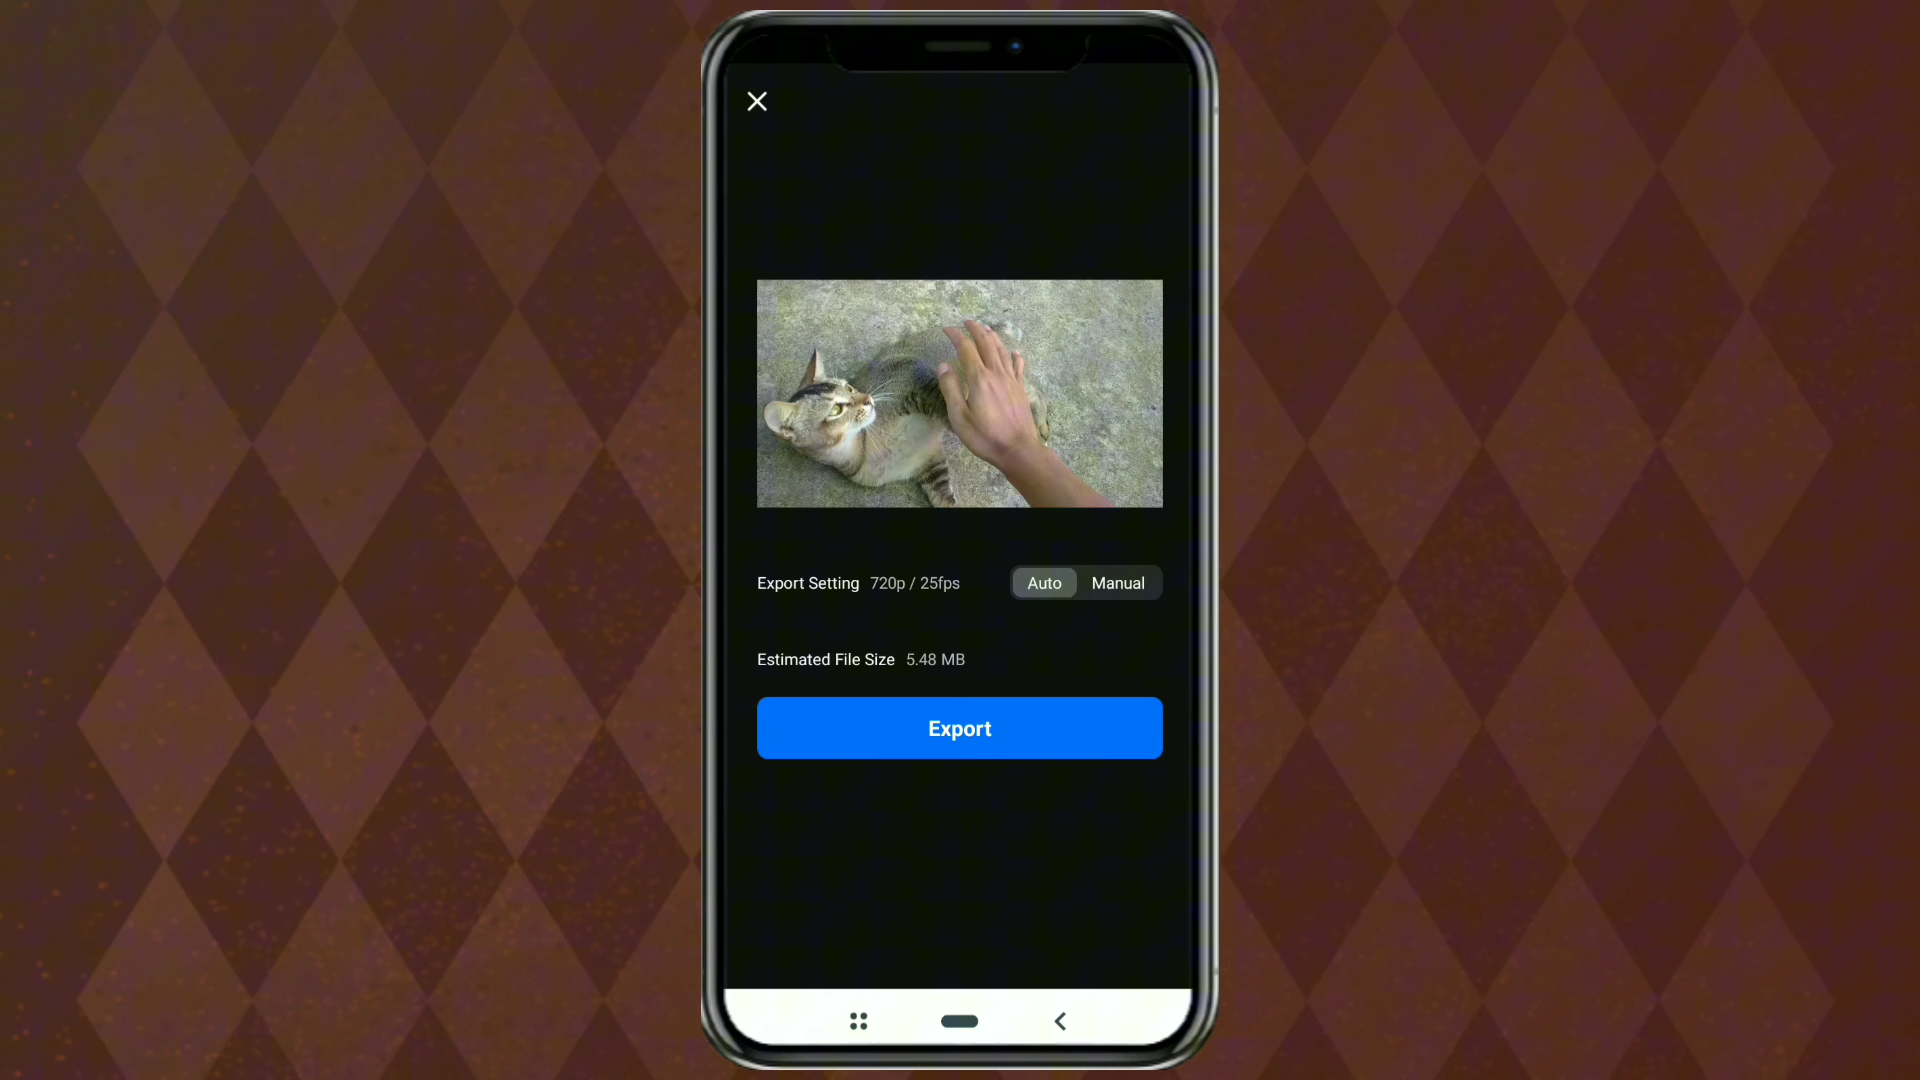 Export Setting 720p / 25fps Auto Manual
Estimated File Size 5.48 MB
Export